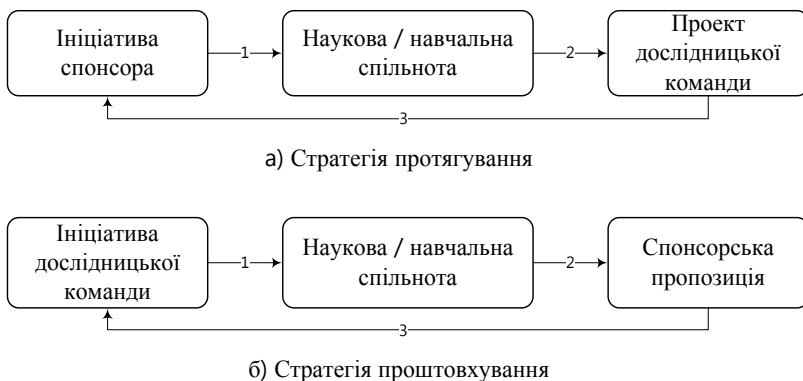 Ініціатива
спонсора
1
Наукова / навчальна
спільнота
2
Проект
дослідницької
команди
3
а) Стратегія протягування
Ініціатива
дослідницької
команди
1
Наукова / навчальна
спільнота
2
Спонсорська
пропозиція
3
б) Стратегія проштовхування